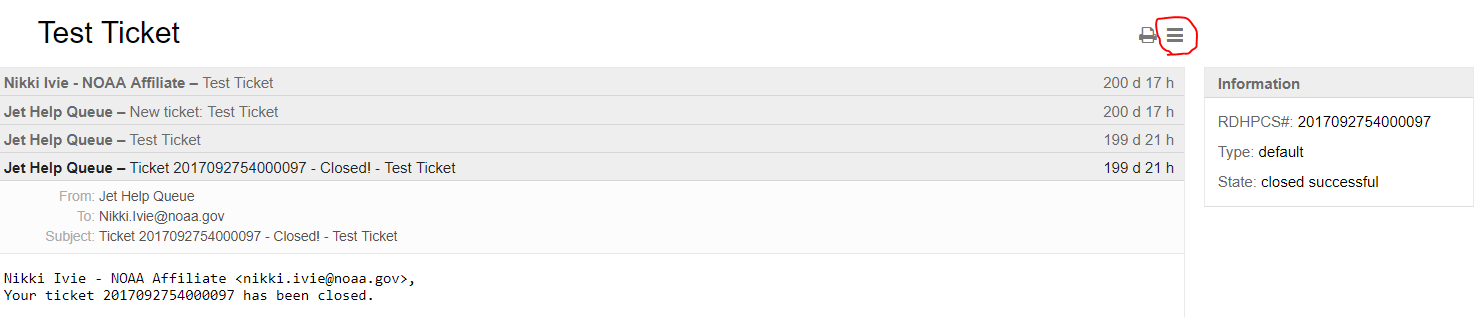 Test Ticket
Nikki Ivie - NOAA Affiliate – Test Ticket 200 d 17 h
Jet Help Queue – New ticket: Test Ticket 200 d 17 h
Jet Help Queue – Test Ticket 199 d 21 h
Jet Help Queue – Ticket 2017092754000097 - Closed! - Test Ticket 199 d 21 h
From: Jet Help Queue
To: Nikki.Ivie@noaa.gov
Subject: Ticket 2017092754000097 - Closed! - Test Ticket
Nikki Ivie - NOAA Affiliate <nikki.ivie@noaa.gov>,
Your ticket 2017092754000097 has been closed.
Information
RDHPCS#: 2017092754000097
Type: default
State: closed successful